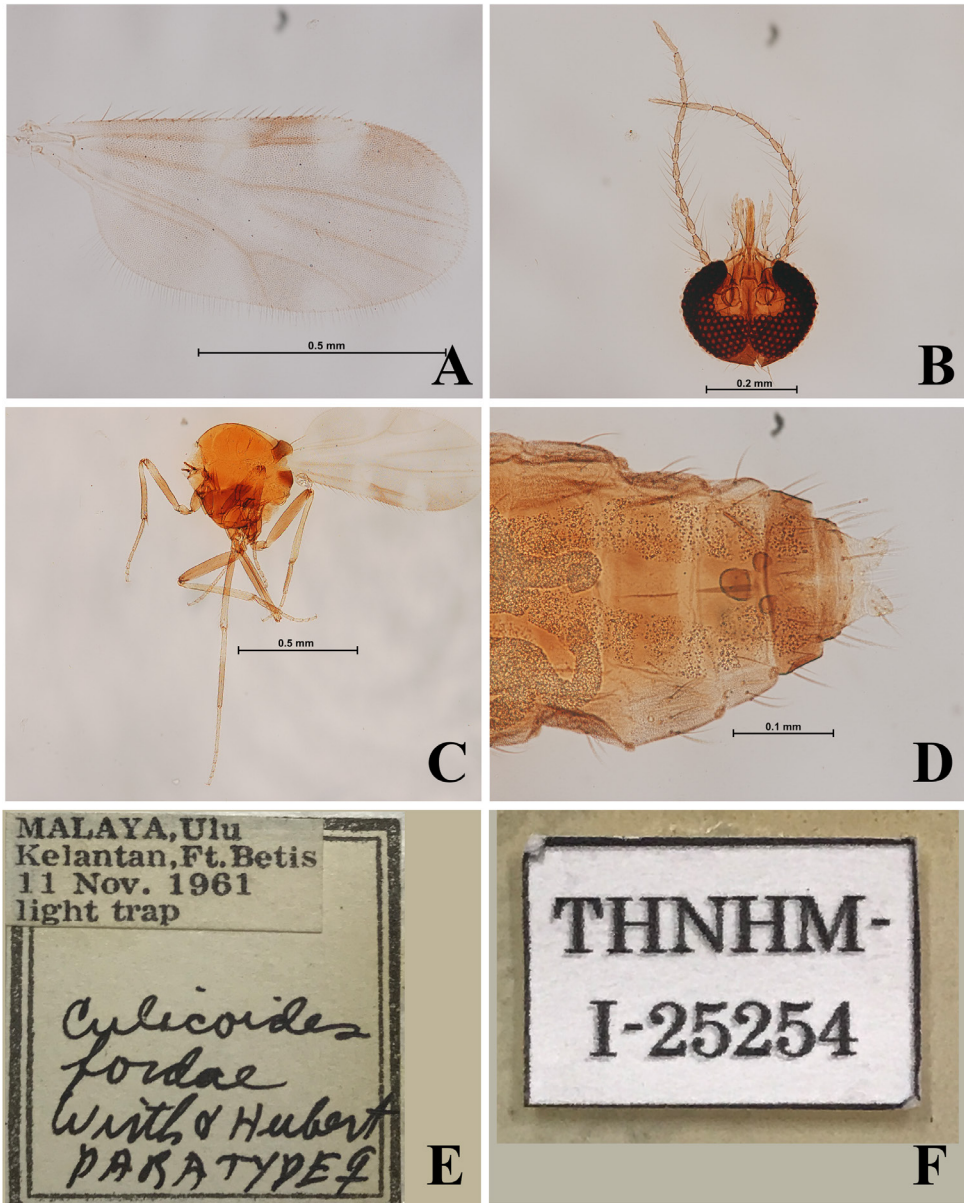 0.5 mm
A
0.2 mm
B
0.5 mm
C
0.1 mm
D
MALAYA, Ulu
Kelantan, Ft. Betis
11 Nov. 1961
light trap
Culicoides
fordae
Wirth & Hubert
PARATYPE ♀
E
THNHM-
I-25254
F